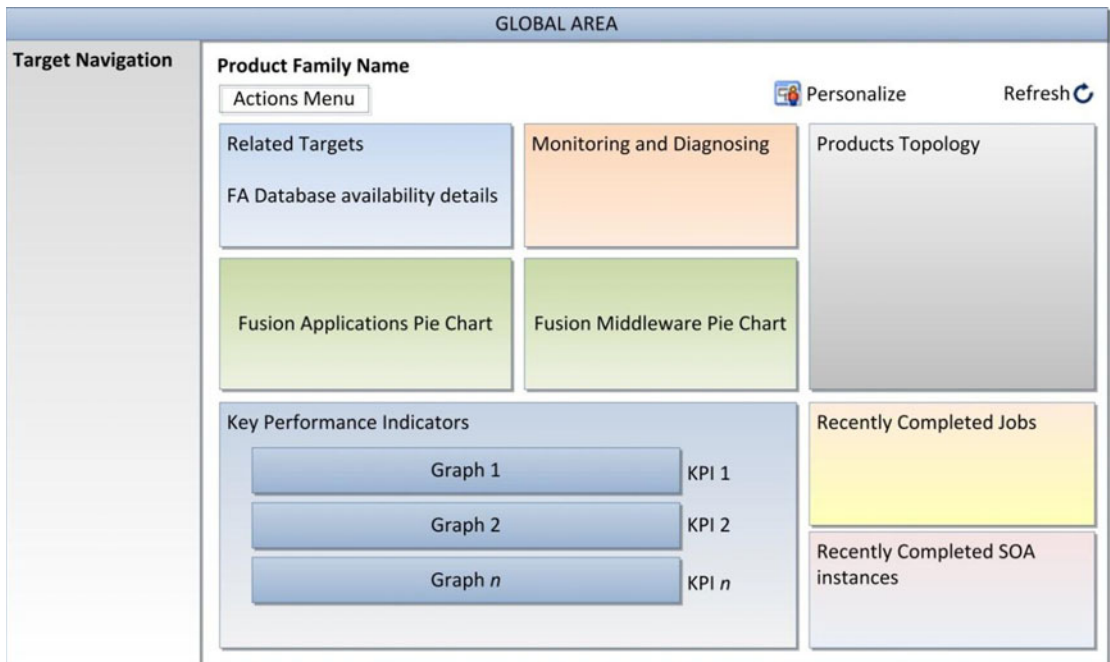 GLOBAL AREA
Target Navigation
Product Family Name
Actions Menu
Personalize
Refresh
Related Targets
FA Database availability details
Monitoring and Diagnosing
Products Topology
Fusion Applications Pie Chart
Fusion Middleware Pie Chart
Key Performance Indicators
Graph 1
KPI 1
Graph 2
KPI 2
Graph n
KPI n
Recently Completed Jobs
Recently Completed SOA
instances